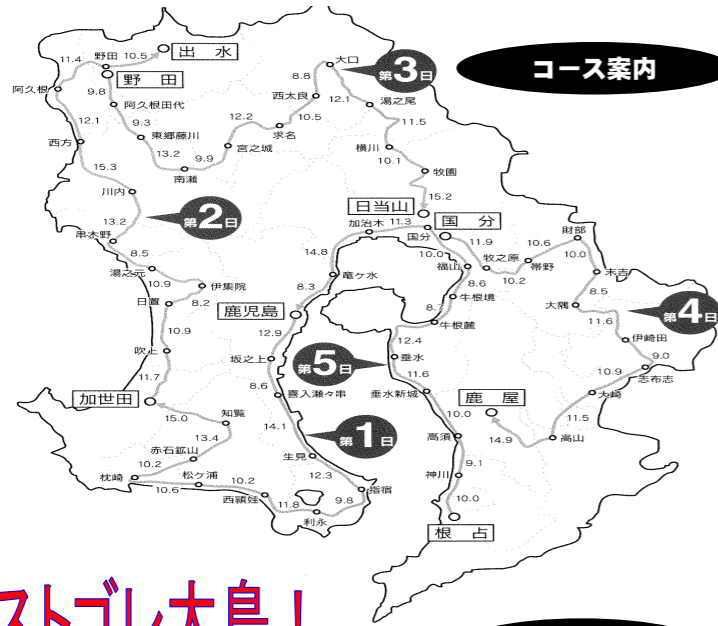 コース案内
出水
10.5
野田
11.4
野田
阿久根
9.8
阿久根田代
9.3
東郷藤川
13.2
南瀬
9.9
宮之城
12.2
求名
10.5
西太良
8.8
大口
第3日
12.1
湯之尾
11.5
横川
10.1
牧園
15.2
日当山
12.1
西方
15.3
川内
第2日
13.2
串木野
8.5
湯之元
10.9
伊集院
8.2
日置
10.9
吹上
11.7
加世田
国分
国分
11.3
加治木
14.8
竜ケ水
8.3
鹿児島
12.9
坂之上
8.6
喜入瀬々串
14.1
第1日
生見
12.3
指宿
9.8
利永
11.8
西頴娃
10.2
松ケ浦
10.6
枕崎
10.2
赤石鉱山
13.4
知覧
15.0
11.9
牧之原
10.2
帯野
10.6
財部
10.0
末吉
8.5
大隅
第4日
11.6
伊崎田
9.0
志布志
10.9
大崎
11.5
高山
14.9
鹿屋
10.0
福山
8.6
牛根境
8.7
牛根麓
12.4
第5日
垂水
11.6
垂水新城
10.0
高須
9.1
神川
10.0
根占
ストゴレ大島！